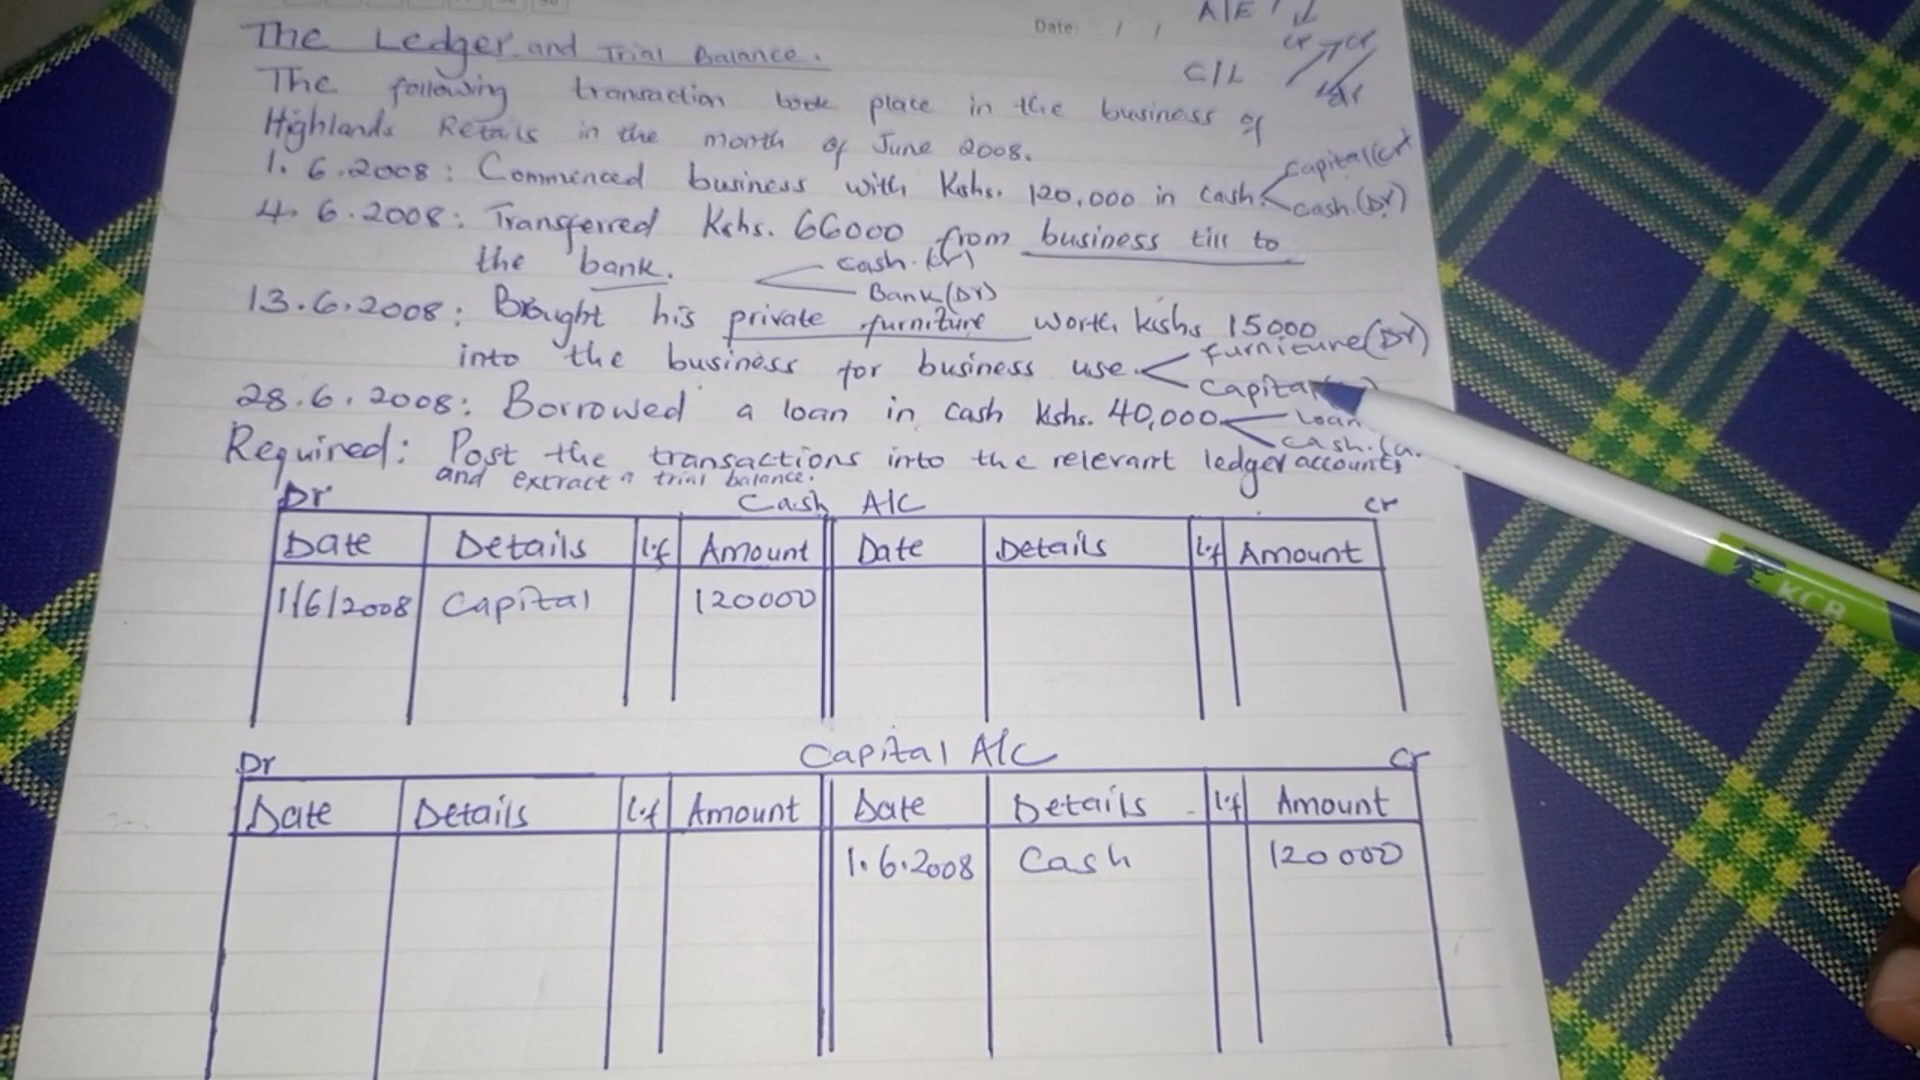 Date: / /
A/E
C/L
The Ledger and Trial Balance.
The following transaction took place in the business of
Highlands Retails in the month of June 2008.
1. 6.2008: Commenced business with Kshs. 120,000 in cash. Capital(cr)
cash.(Dr)
4. 6.2008: Transferred Kshs. 66000 from business till to
the bank. cash.
Bank(Dr)
13.6.2008: Brought his private furniture worth kshs 15000
into the business for business use. furniture(Dr)
Capital
28.6.2008: Borrowed a loan in cash kshs. 40,000 Loan
cash.
Required: Post the transactions into the relevant ledger accounts
and extract a trial balance.
Dr Cash A/C cr
Date Details l.f Amount Date Details l.f Amount
1/6/2008 Capital 120000
Dr Capital A/C cr
Date Details l.f Amount Date Details l.f Amount
1.6.2008 Cash 120000
KCB